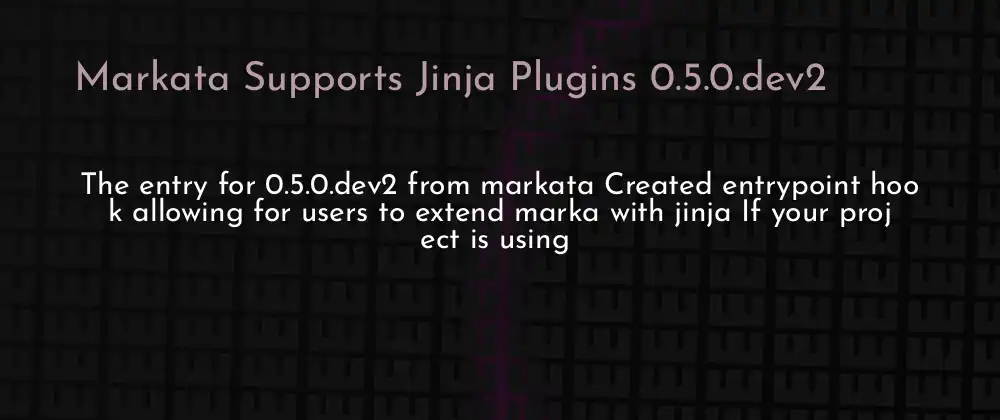 Markata Supports Jinja Plugins 0.5.0.dev2
The entry for 0.5.0.dev2 from markata Created entrypoint hoo
k allowing for users to extend marka with jinja If your proj
ect is using